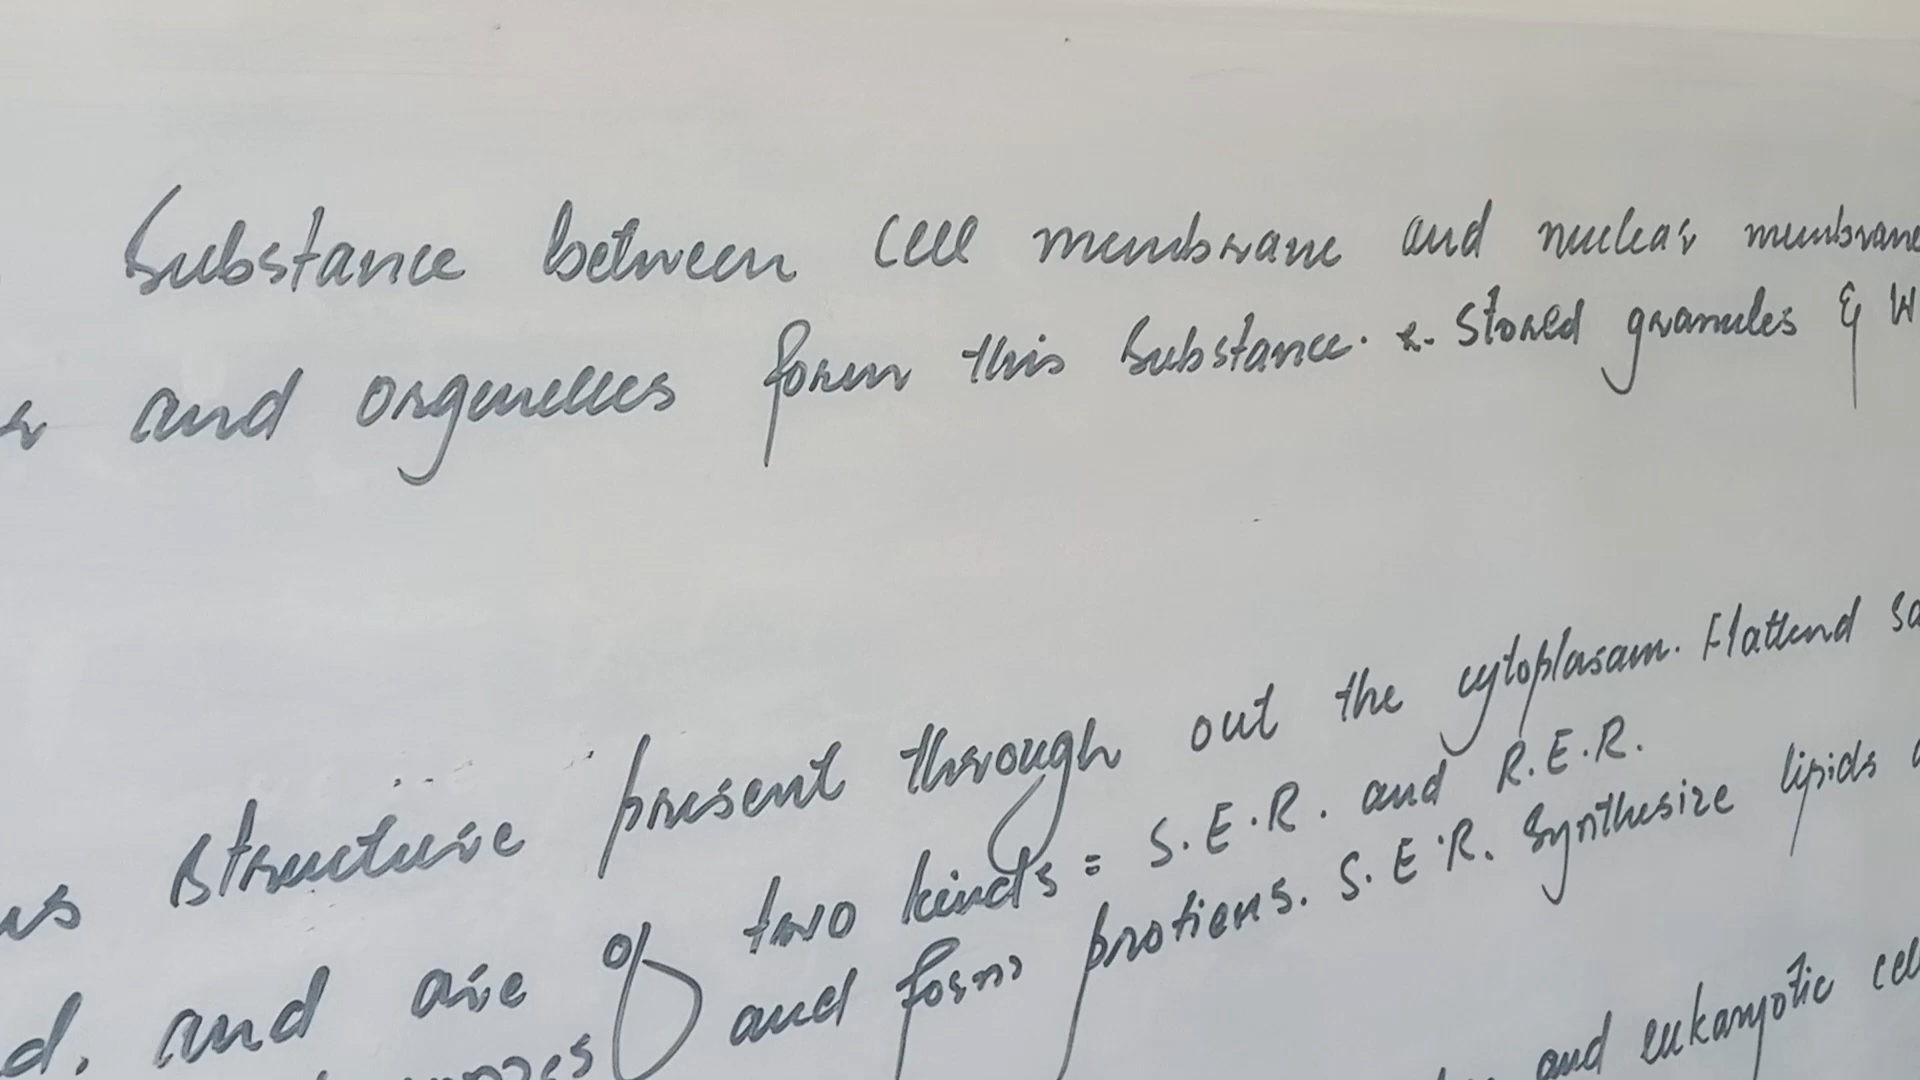 Substance between cell membrane and nuclear membrane
and organelles form this substance. Stored granules &
structure present through out the cytoplasam. Flattend
and are of two kinds = S.E.R. and R.E.R.
and form protiens. S.E.R. Synthesize lipids
and eukaryotic cell